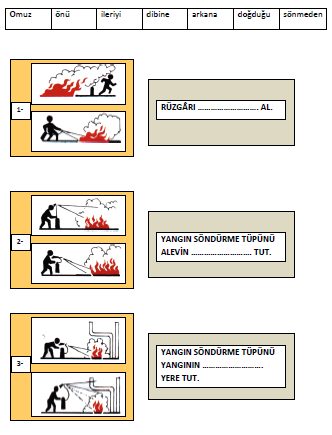 Omuz önü ileriyi dibine arkana doğduğu sönmeden
1-
RÜZGÂRI ............................ AL.
2-
YANGIN SÖNDÜRME TÜPÜNÜ
ALEVİN ............................ TUT.
3-
YANGIN SÖNDÜRME TÜPÜNÜ
YANGININ ............................
YERE TUT.